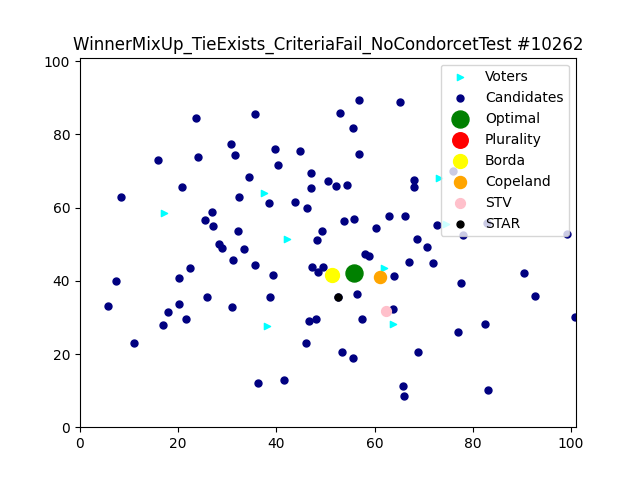 WinnerMixUp_TieExists_CriteriaFail_NoCondorcetTest #10262
100
80
60
40
20
0
0 20 40 60 80 100
Voters
Candidates
Optimal
Plurality
Borda
Copeland
STV
STAR